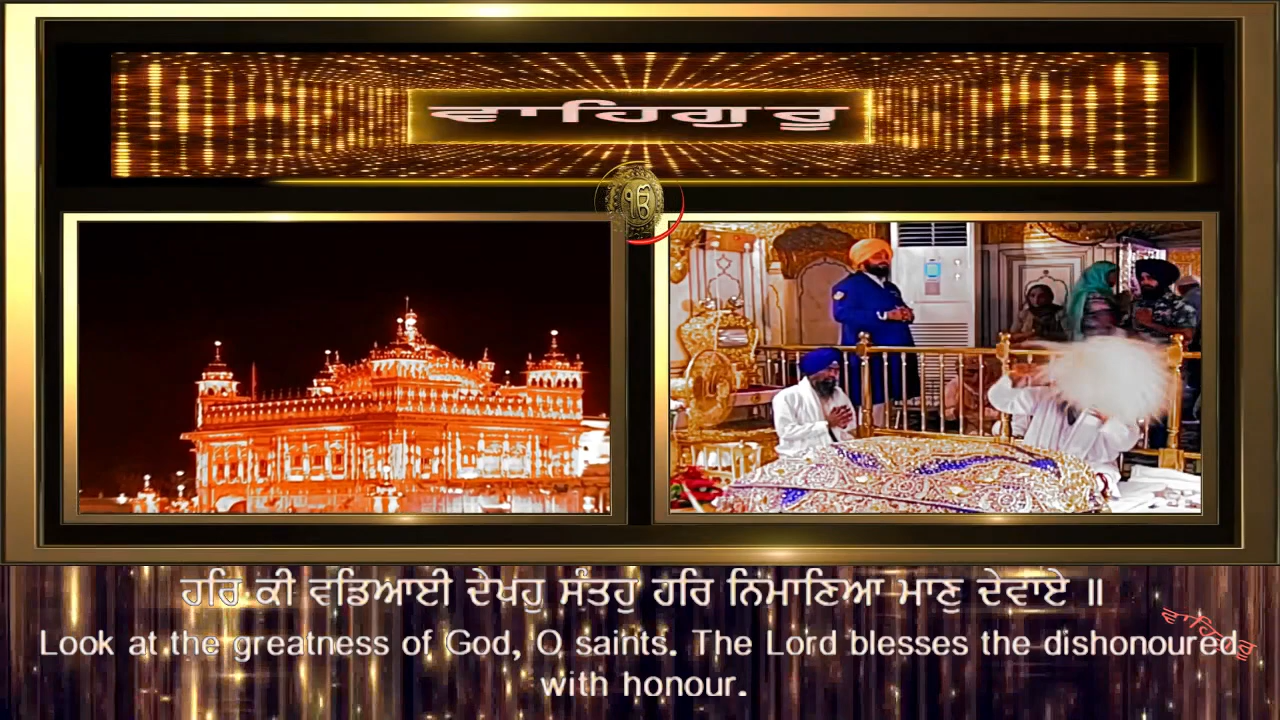 ਵਾਹਿਗੁਰੂ
ੴ
ਹਰਿ ਕੀ ਵਡਿਆਈ ਦੇਖਹੁ ਸੰਤਹੁ ਹਰਿ ਨਿਮਾਣਿਆ ਮਾਣੁ ਦੇਵਾਏ ॥
Look at the greatness of God, O saints. The Lord blesses the dishonoured
with honour.
ਵਾਹਿਗੁਰੂ